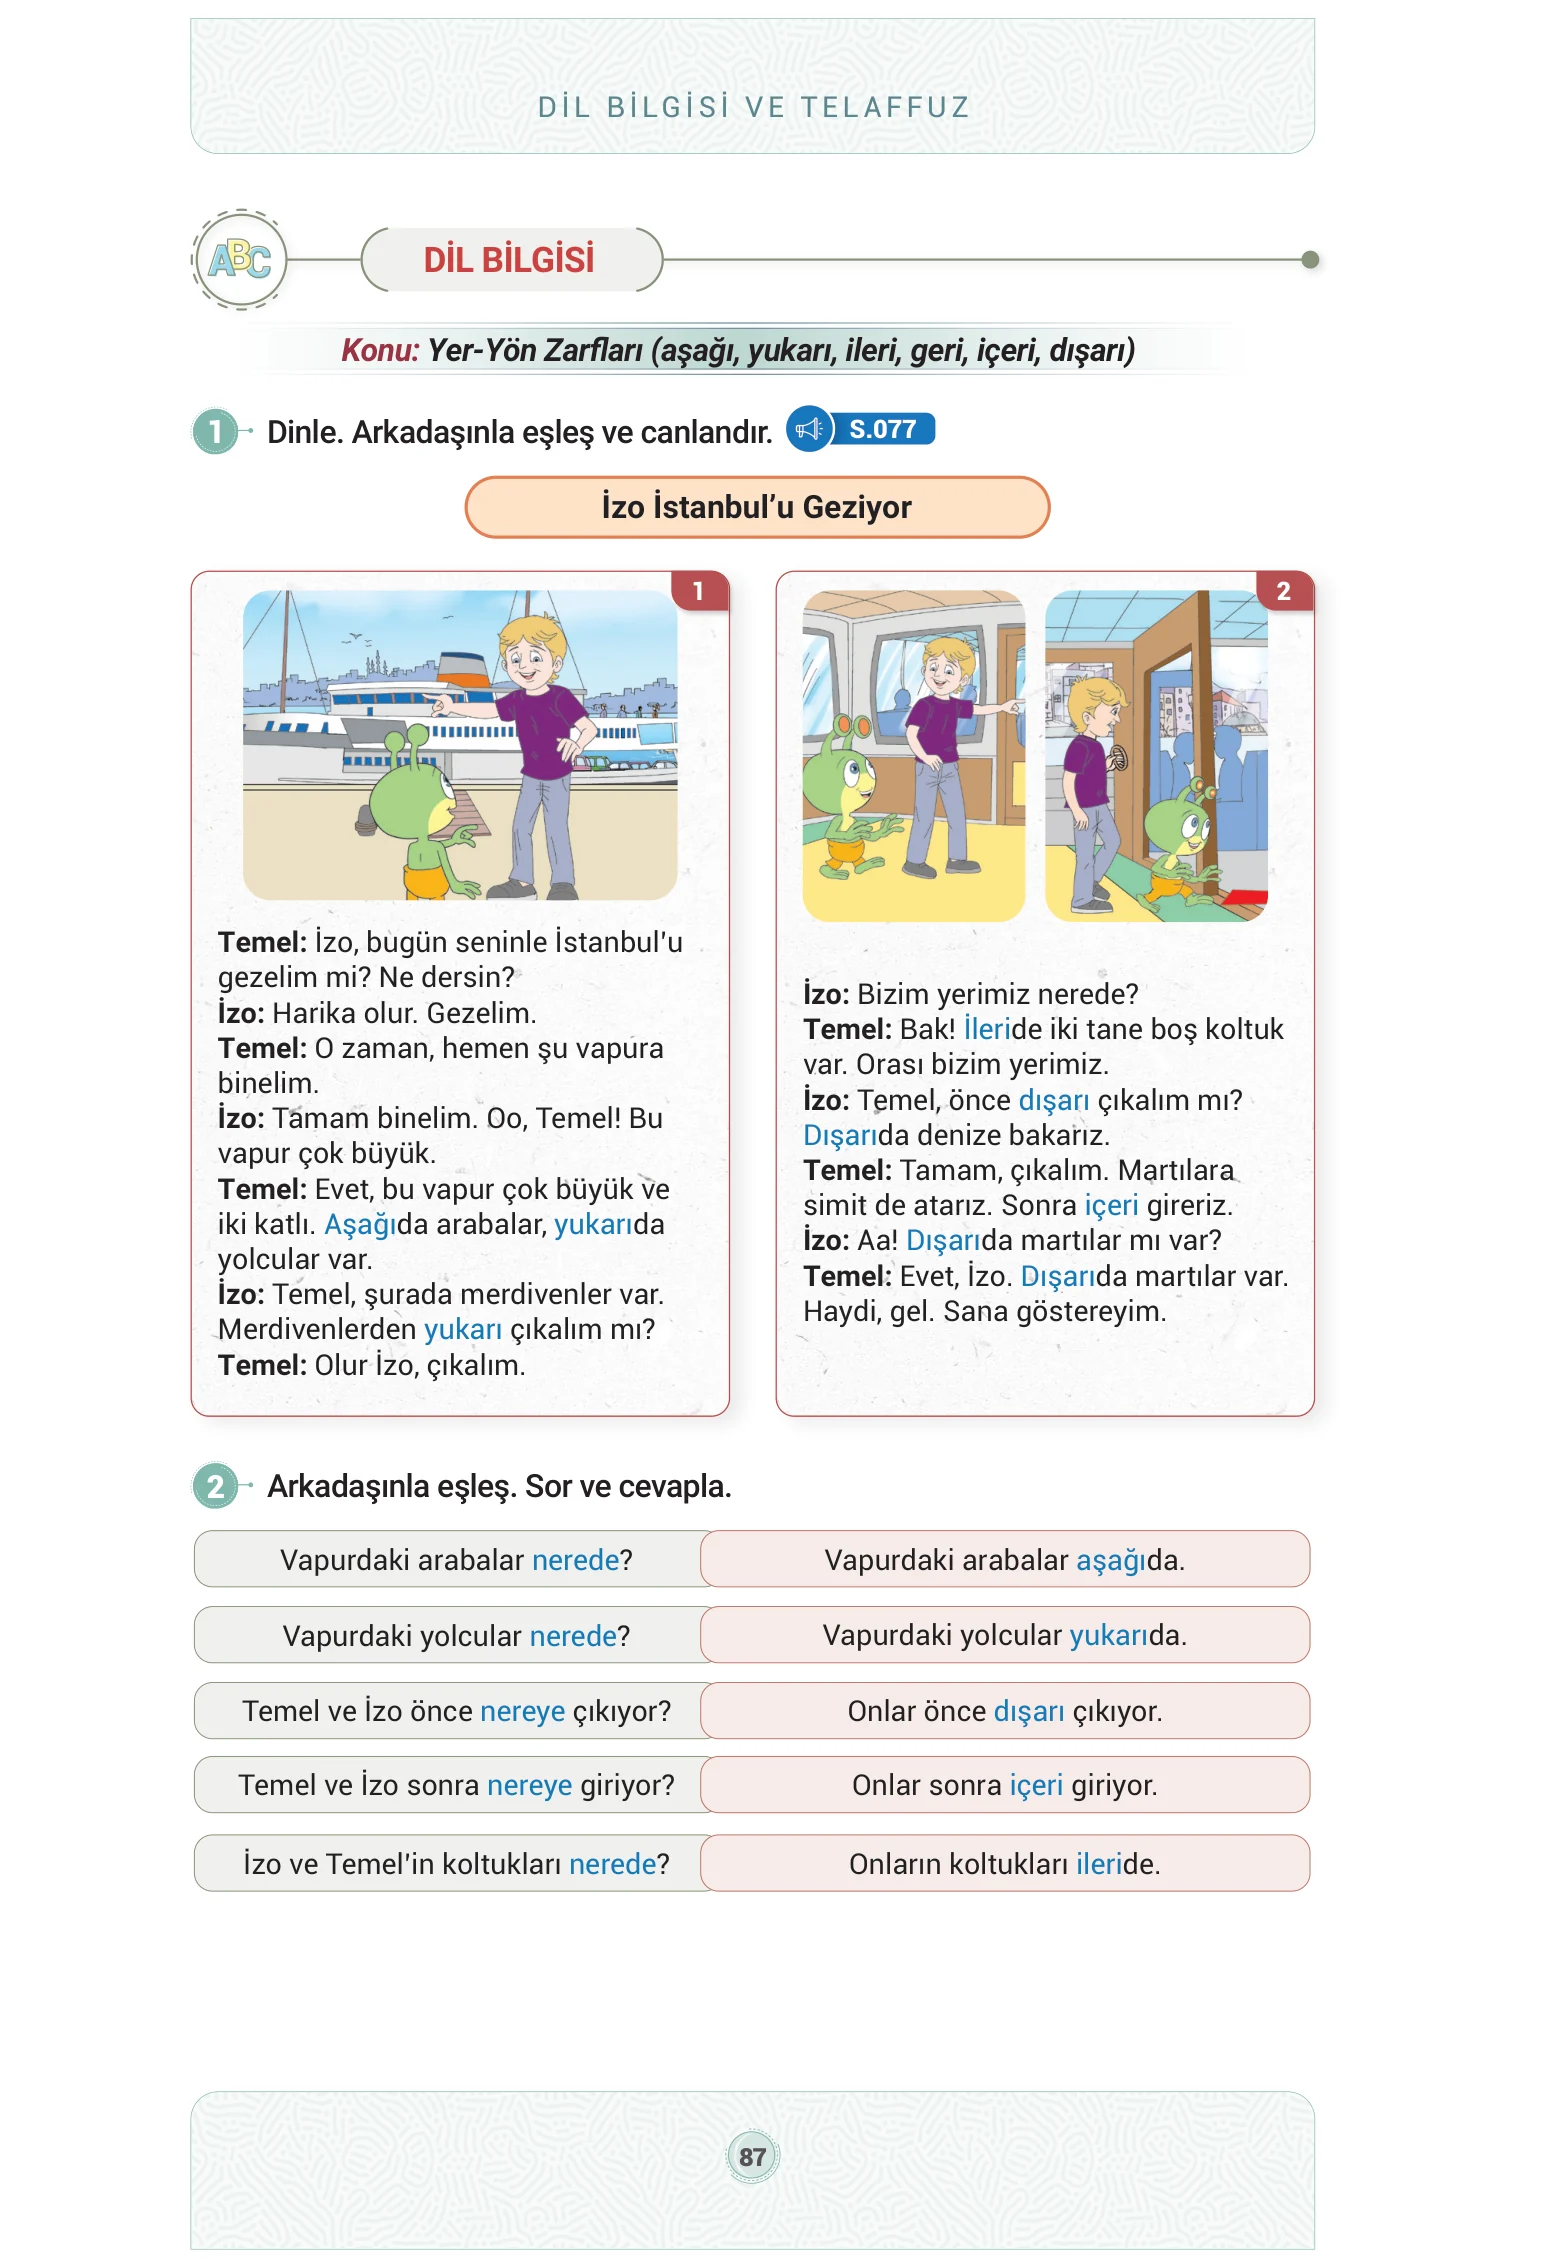 DİL BİLGİSİ VE TELAFFUZ
ABC
DİL BİLGİSİ
Konu: Yer-Yön Zarfları (aşağı, yukarı, ileri, geri, içeri, dışarı)
1 Dinle. Arkadaşınla eşleş ve canlandır. S.077
İzo İstanbul’u Geziyor
1
Temel: İzo, bugün seninle İstanbul'u
gezelim mi? Ne dersin?
İzo: Harika olur. Gezelim.
Temel: O zaman, hemen şu vapura
binelim.
İzo: Tamam binelim. Oo, Temel! Bu
vapur çok büyük.
Temel: Evet, bu vapur çok büyük ve
iki katlı. Aşağıda arabalar, yukarıda
yolcular var.
İzo: Temel, şurada merdivenler var.
Merdivenlerden yukarı çıkalım mı?
Temel: Olur İzo, çıkalım.
2
İzo: Bizim yerimiz nerede?
Temel: Bak! İleride iki tane boş koltuk
var. Orası bizim yerimiz.
İzo: Temel, önce dışarı çıkalım mı?
Dışarıda denize bakarız.
Temel: Tamam, çıkalım. Martılara
simit de atarız. Sonra içeri gireriz.
İzo: Aa! Dışarıda martılar mı var?
Temel: Evet, İzo. Dışarıda martılar var.
Haydi, gel. Sana göstereyim.
2 Arkadaşınla eşleş. Sor ve cevapla.
Vapurdaki arabalar nerede? Vapurdaki arabalar aşağıda.
Vapurdaki yolcular nerede? Vapurdaki yolcular yukarıda.
Temel ve İzo önce nereye çıkıyor? Onlar önce dışarı çıkıyor.
Temel ve İzo sonra nereye giriyor? Onlar sonra içeri giriyor.
İzo ve Temel'in koltukları nerede? Onların koltukları ileride.
87